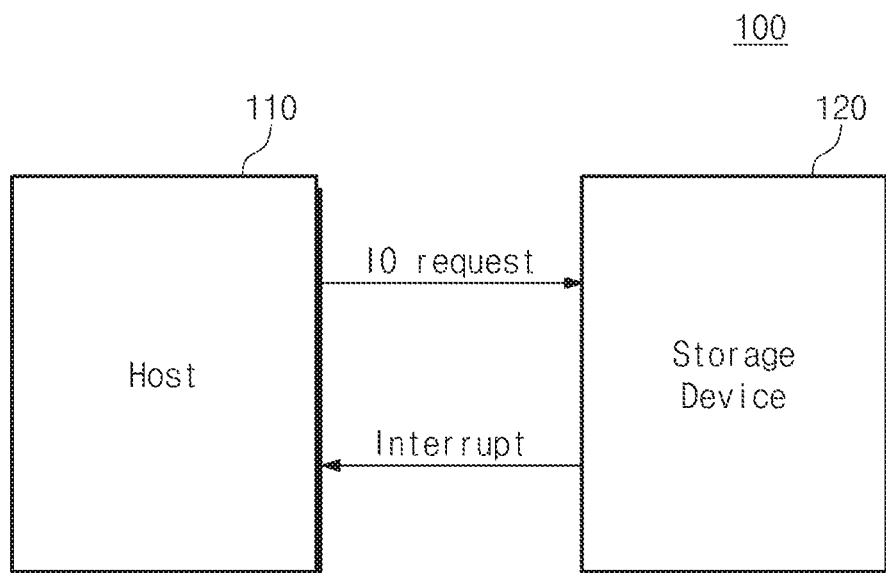 100
110
120
IO request
Host
Storage
Device
Interrupt